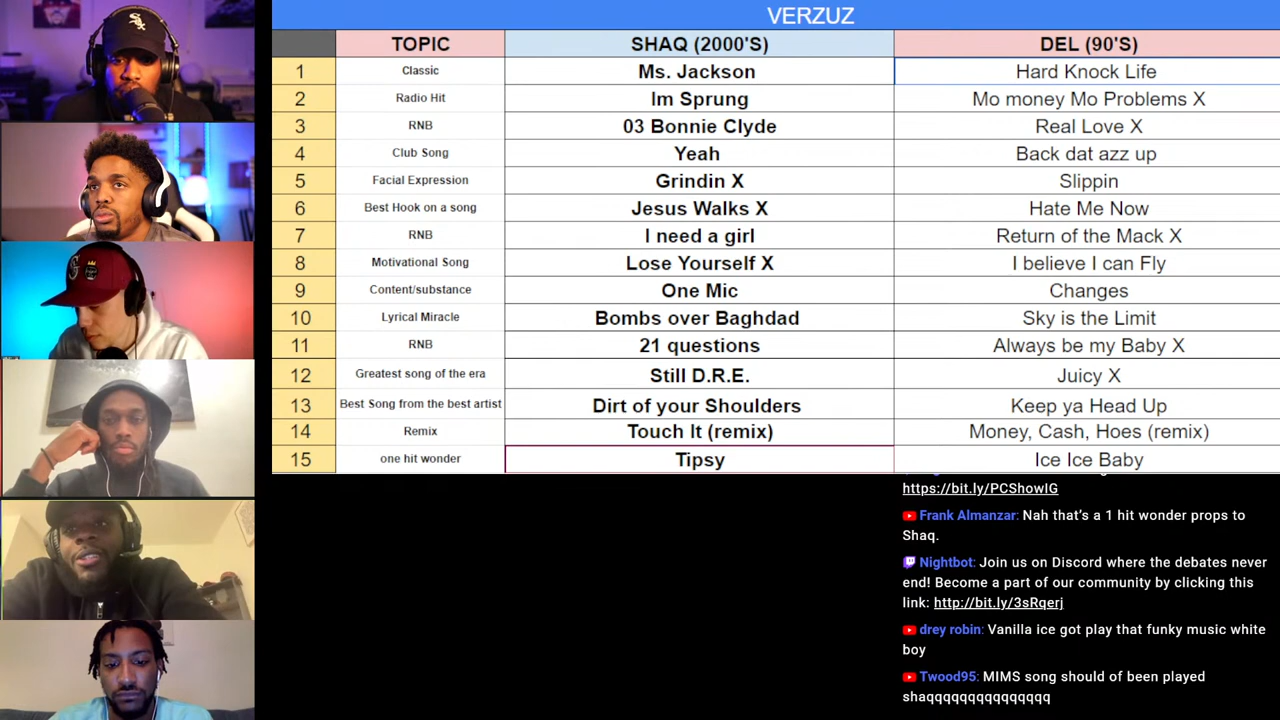 VERZUZ
TOPIC SHAQ (2000'S) DEL (90'S)
1 Classic Ms. Jackson Hard Knock Life
2 Radio Hit Im Sprung Mo money Mo Problems X
3 RNB 03 Bonnie Clyde Real Love X
4 Club Song Yeah Back dat azz up
5 Facial Expression Grindin X Slippin
6 Best Hook on a song Jesus Walks X Hate Me Now
7 RNB I need a girl Return of the Mack X
8 Motivational Song Lose Yourself X I believe I can Fly
9 Content/substance One Mic Changes
10 Lyrical Miracle Bombs over Baghdad Sky is the Limit
11 RNB 21 questions Always be my Baby X
12 Greatest song of the era Still D.R.E. Juicy X
13 Best Song from the best artist Dirt of your Shoulders Keep ya Head Up
14 Remix Touch It (remix) Money, Cash, Hoes (remix)
15 one hit wonder Tipsy Ice Ice Baby
https://bit.ly/PCShowIG
Frank Almanzar: Nah that's a 1 hit wonder props to
Shaq.
Nightbot: Join us on Discord where the debates never
end! Become a part of our community by clicking this
link: http://bit.ly/3sRqerj
drey robin: Vanilla ice got play that funky music white
boy
Twood95: MIMS song should of been played
shaqqqqqqqqqqqqqqq